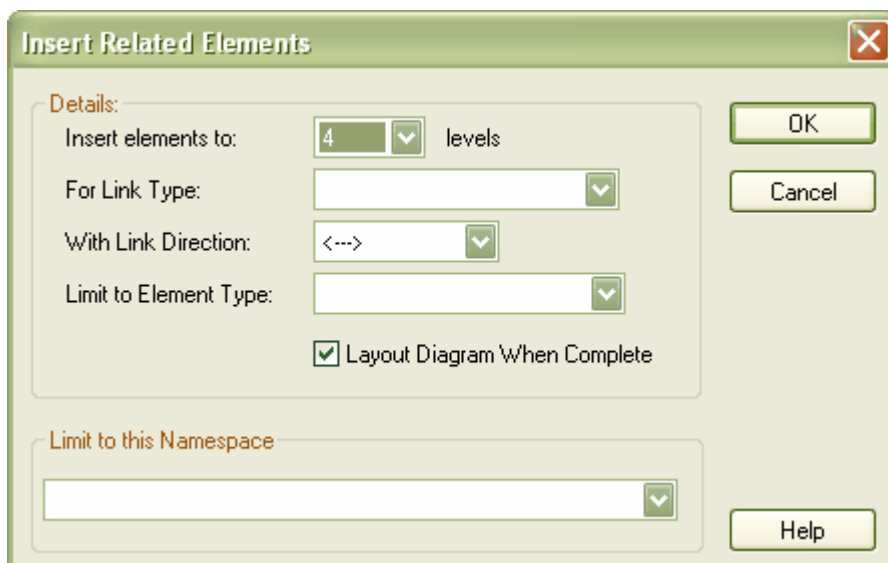 Insert Related Elements
Details:
Insert elements to: 4 levels
For Link Type:
With Link Direction: <--->
Limit to Element Type:
Layout Diagram When Complete
Limit to this Namespace
OK
Cancel
Help